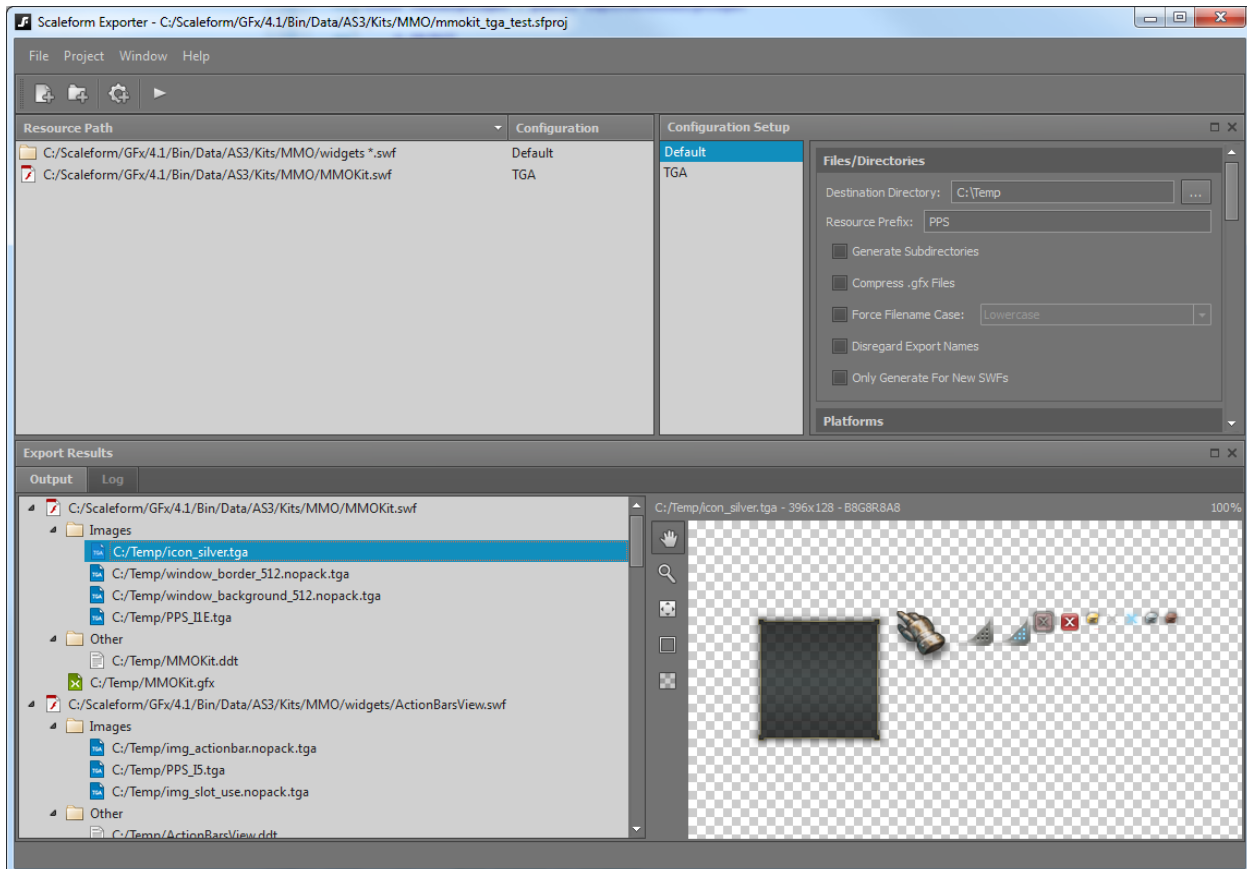 Scaleform Exporter - C:/Scaleform/GFx/4.1/Bin/Data/AS3/Kits/MMO/mmokit_tga_test.sfproj
File Project Window Help
Resource Path Configuration
C:/Scaleform/GFx/4.1/Bin/Data/AS3/Kits/MMO/widgets *.swf Default
C:/Scaleform/GFx/4.1/Bin/Data/AS3/Kits/MMO/MMOKit.swf TGA
Configuration Setup
Default
TGA
Files/Directories
Destination Directory: C:\Temp ...
Resource Prefix: PPS
Generate Subdirectories
Compress .gfx Files
Force Filename Case: Lowercase
Disregard Export Names
Only Generate For New SWFs
Platforms
Export Results
Output Log
C:/Scaleform/GFx/4.1/Bin/Data/AS3/Kits/MMO/MMOKit.swf
Images
C:/Temp/icon_silver.tga
C:/Temp/window_border_512.nopack.tga
C:/Temp/window_background_512.nopack.tga
C:/Temp/PPS_I1E.tga
Other
C:/Temp/MMOKit.ddt
C:/Temp/MMOKit.gfx
C:/Scaleform/GFx/4.1/Bin/Data/AS3/Kits/MMO/widgets/ActionBarsView.swf
Images
C:/Temp/img_actionbar.nopack.tga
C:/Temp/PPS_I5.tga
C:/Temp/img_slot_use.nopack.tga
Other
C:/Temp/ActionBarsView.ddt
C:/Temp/icon_silver.tga - 396x128 - B8G8R8A8 100%